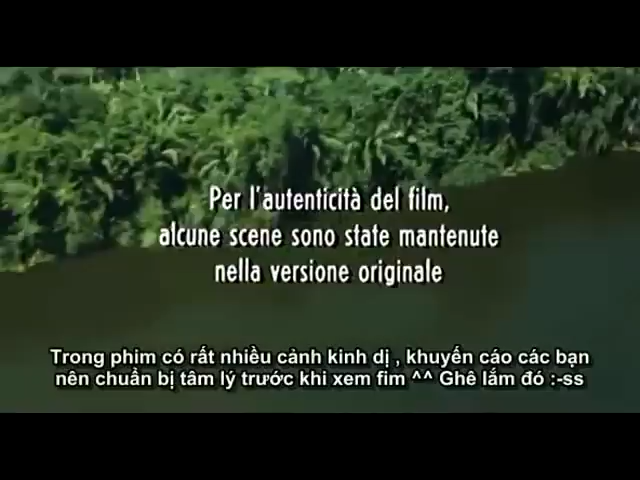 Per l'autenticità del film,
alcune scene sono state mantenute
nella versione originale
Trong phim có rất nhiều cảnh kinh dị , khuyến cáo các bạn
nên chuẩn bị tâm lý trước khi xem fim ^^ Ghê lắm đó :-ss